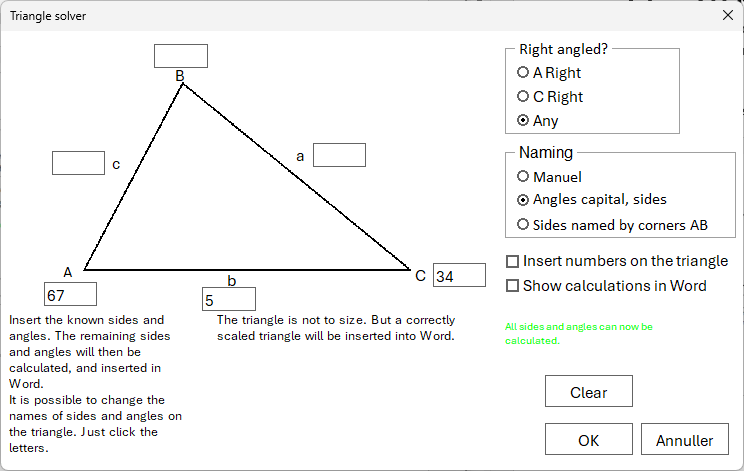 Triangle solver
B
c
a
A
67
b
5
C
34
Insert the known sides and
angles. The remaining sides
and angles will then be
calculated, and inserted in
Word.
It is possible to change the
names of sides and angles on
the triangle. Just click the
letters.
The triangle is not to size. But a correctly
scaled triangle will be inserted into Word.
Right angled?
A Right
C Right
Any
Naming
Manuel
Angles capital, sides
Sides named by corners AB
Insert numbers on the triangle
Show calculations in Word
All sides and angles can now be
calculated.
Clear
OK
Annuller